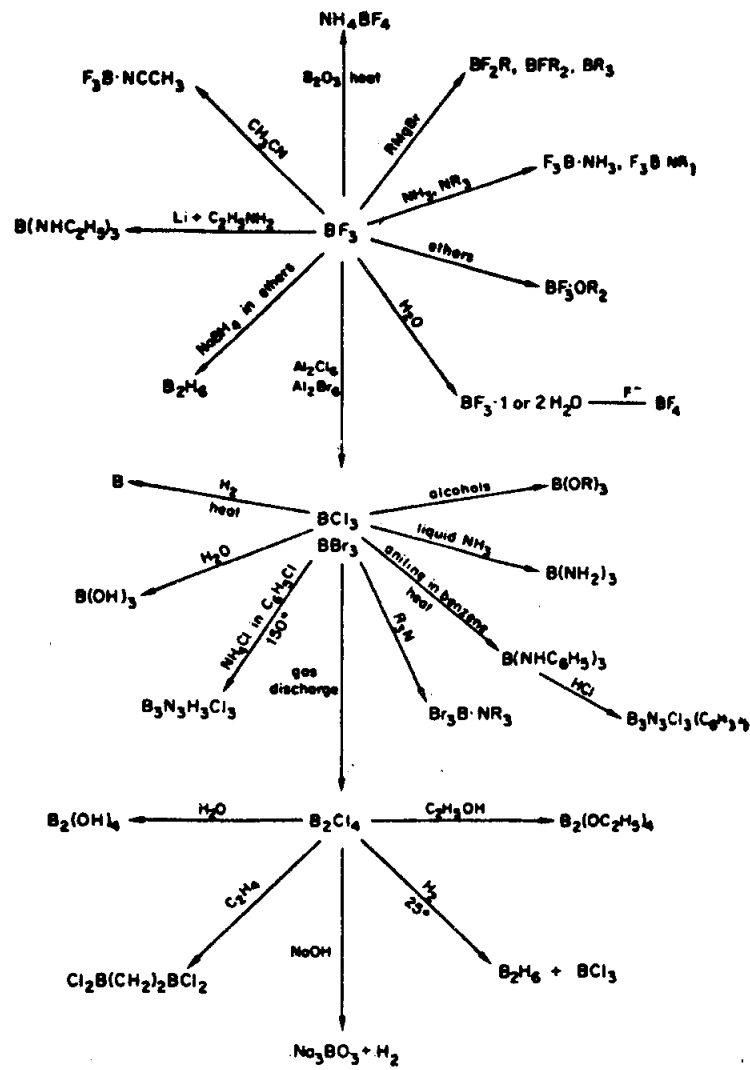 NH₄BF₄
B₂O₃ heat
F₃B·NCCH₃
BF₂R, BFR₂, BR₃
CH₃CN
RMgBr
NH₃, NR₃
F₃B·NH₃, F₃B NR₃
B(NHC₂H₅)₃
Li + C₂H₅NH₂
BF₃
ethers
BF₃·OR₂
NaBH₄ in ethers
H₂O
B₂H₆
Al₂Cl₆
Al₂Br₆
BF₃·1 or 2 H₂O
F⁻
BF₄
B
H₂
heat
BCl₃
BBr₃
alcohols
B(OR)₃
H₂O
liquid NH₃
B(OH)₃
B(NH₂)₃
NH₄Cl in C₆H₅Cl
150°
gas
discharge
R₃N
aniline in benzene
heat
B(NHC₆H₅)₃
HCl
B₃N₃H₃Cl₃
Br₃B·NR₃
B₃N₃Cl₃
B₂(OH)₄
H₂O
B₂Cl₄
C₂H₅OH
B₂(OC₂H₅)₄
C₂H₄
H₂
25°
NaOH
Cl₂B(CH₂)₂BCl₂
B₂H₆ + BCl₃
Na₃BO₃ + H₂